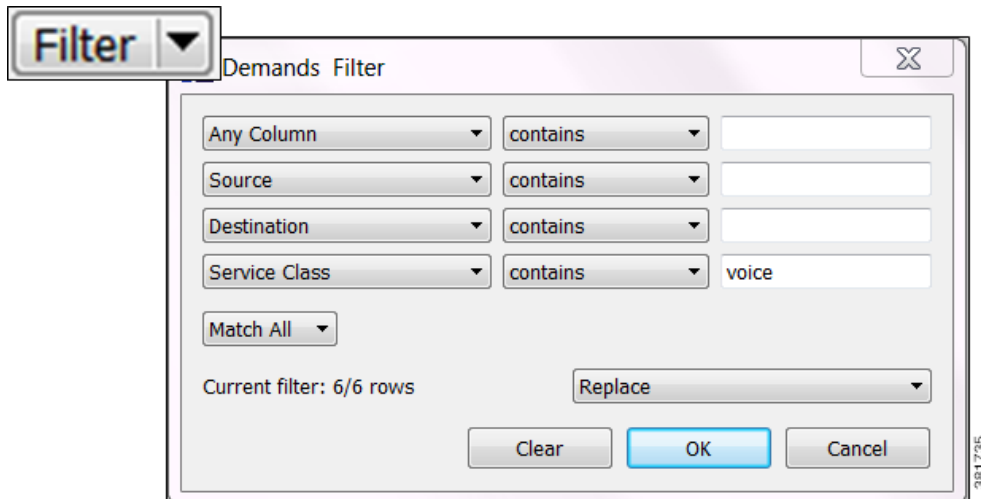 Filter
Demands Filter
Any Column contains
Source contains
Destination contains
Service Class contains voice
Match All
Current filter: 6/6 rows Replace
Clear OK Cancel
381735